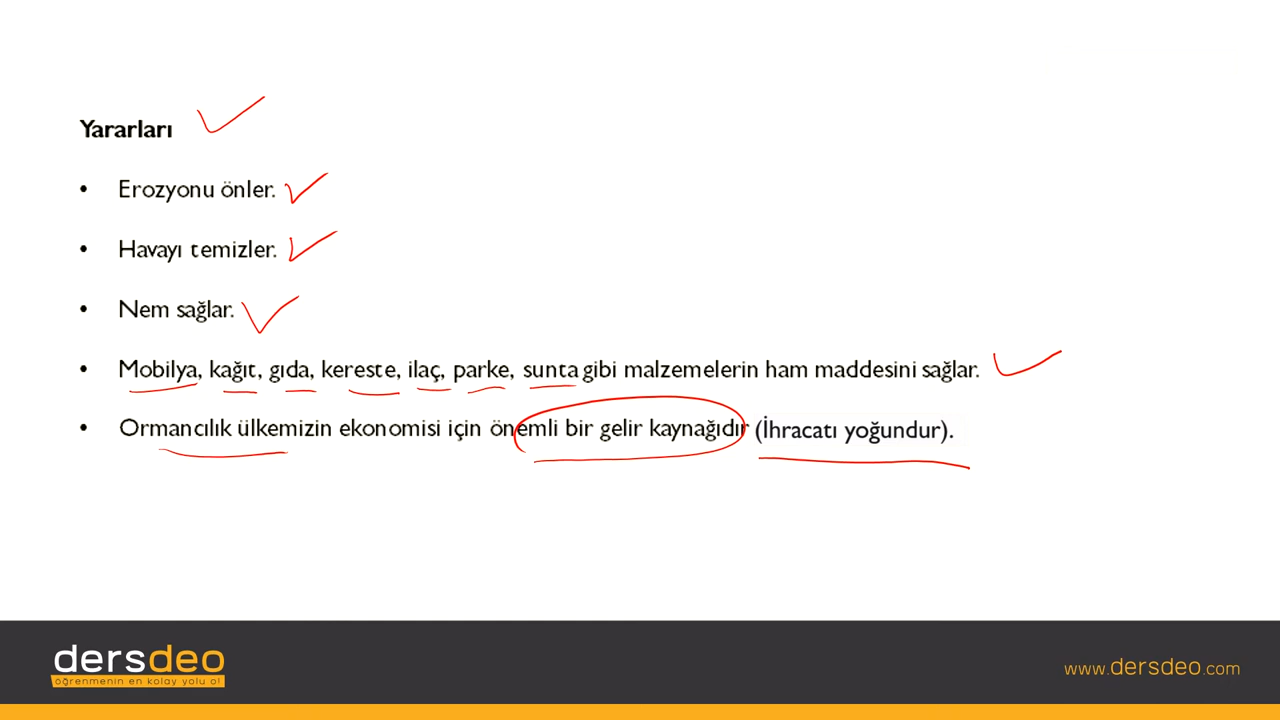 Yararları
• Erozyonu önler.
• Havayı temizler.
• Nem sağlar.
• Mobilya, kağıt, gıda, kereste, ilaç, parke, sunta gibi malzemelerin ham maddesini sağlar.
• Ormancılık ülkemizin ekonomisi için önemli bir gelir kaynağıdır (İhracatı yoğundur).
dersdeo
öğrenmenin en kolay yolu o!
www.dersdeo.com